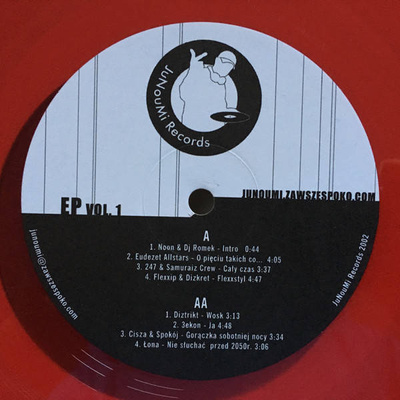 JuNouMi Records
EP VOL. 1
JUNOUMI.ZAWSZESPOKO.COM
A
1. Noon & Dj Romek - Intro 0:44
2. Eudezet Allstars - O pięciu takich co... 4:05
3. 247 & Samuraiz Crew - Cały czas 3:37
4. Flexxip & Dizkret - Flexxstyl 4:47
AA
1. Diztrikt - Wosk 3:13
2. 3ekon - Ja 4:48
3. Cisza & Spokój - Gorączka sobotniej nocy 3:34
4. Łona - Nie słuchać przed 2050r. 3:06
junoumi@zawszespoko.com
JuNouMi Records 2002